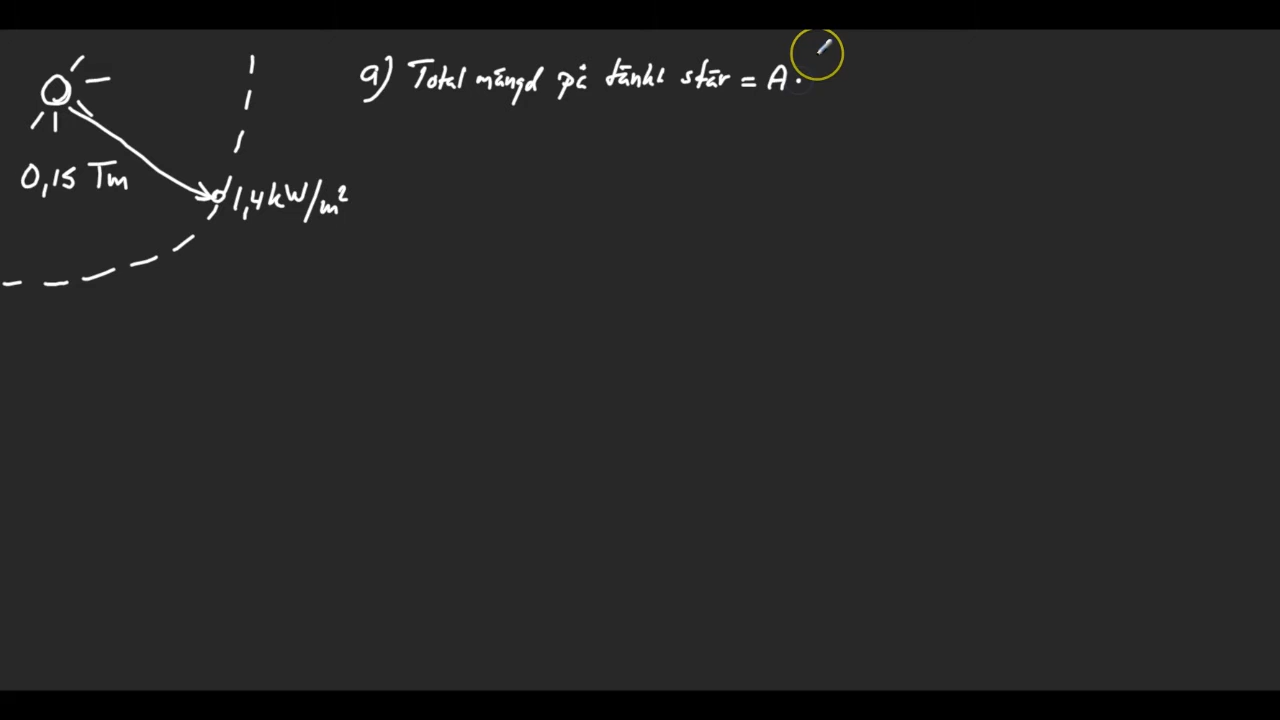 a) Total mängd på tänkt sfär = A ·
0,15 Tm
1,4 kW/m²